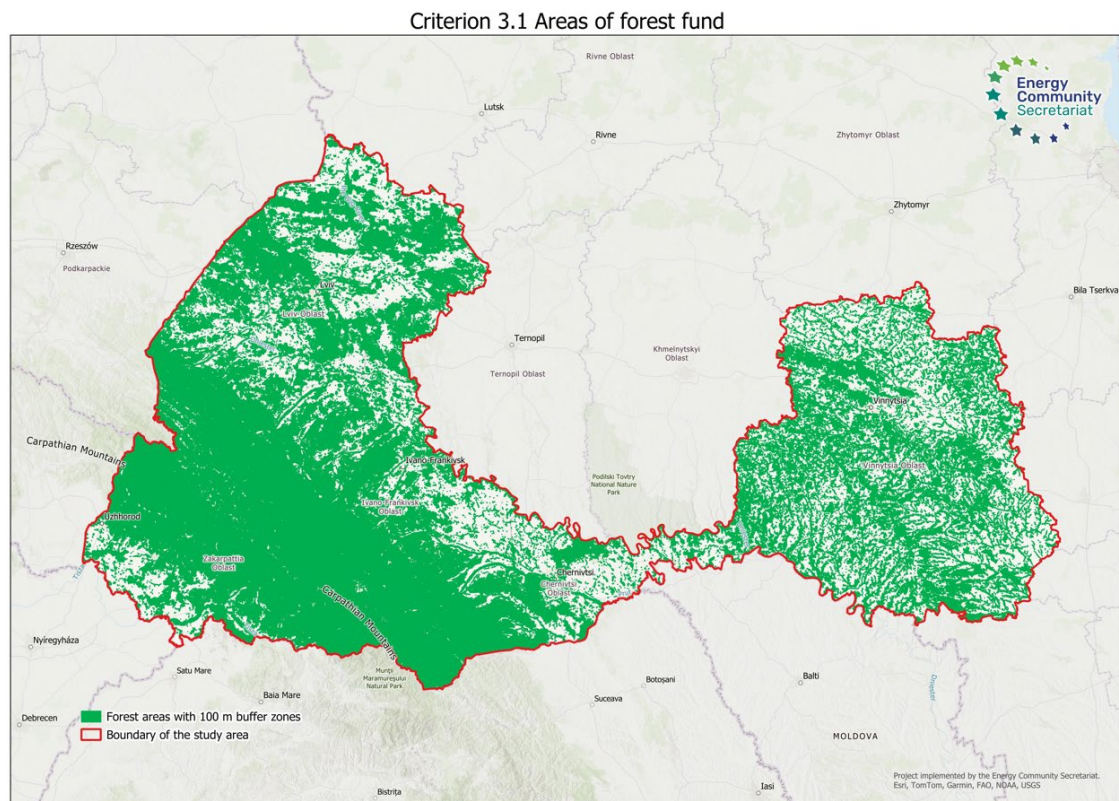 Criterion 3.1 Areas of forest fund
Rivne Oblast
Energy
Community
Secretariat
Lutsk
Rivne
Zhytomyr Oblast
Zhytomyr
Rzeszów
Podkarpackie
Bila Tserkva
Lviv
Lviv Oblast
Ternopil
Khmelnytskyi
Oblast
Ternopil Oblast
Vinnytsia
Carpathian Mountains
Ivano-Frankivsk
Vinnytsia Oblast
Podilski Tovtry
National Nature
Park
Ivano-Frankivsk
Oblast
Uzhhorod
Zakarpattia
Oblast
Chernivtsi
Chernivtsi
Oblast
Carpathian Mountains
Nyíregyháza
Satu Mare
Munții
Maramureșului
Natural Park
Botoșani
Balti
Dniester
Baia Mare
Suceava
Debrecen
Forest areas with 100 m buffer zones
Boundary of the study area
MOLDOVA
Project implemented by the Energy Community Secretariat.
Esri, TomTom, Garmin, FAO, NOAA, USGS
Bistrița
Iasi